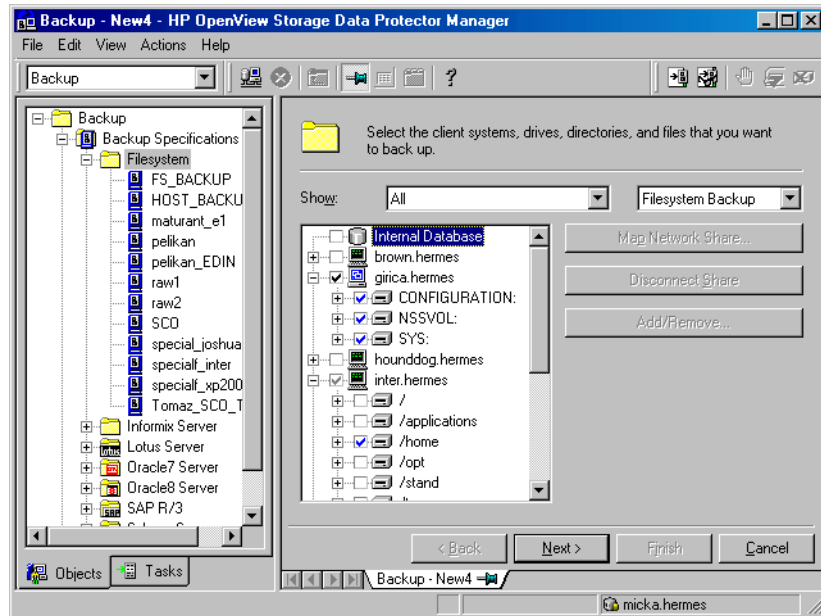 Backup - New4 - HP OpenView Storage Data Protector Manager
File Edit View Actions Help
Backup
?
Backup
Backup Specifications
Filesystem
FS_BACKUP
HOST_BACKU
maturant_e1
pelikan
pelikan_EDIN
raw1
raw2
SCO
special_joshua
specialf_inter
specialf_xp200
Tomaz_SCO_T
Informix Server
Lotus Server
Oracle7 Server
Oracle8 Server
SAP R/3
Objects
Tasks
Select the client systems, drives, directories, and files that you want
to back up.
Show:
All
Filesystem Backup
Internal Database
brown.hermes
girica.hermes
CONFIGURATION:
NSSVOL:
SYS:
hounddog.hermes
inter.hermes
/
/applications
/home
/opt
/stand
Map Network Share...
Disconnect Share
Add/Remove...
< Back
Next >
Finish
Cancel
Backup - New4
micka.hermes